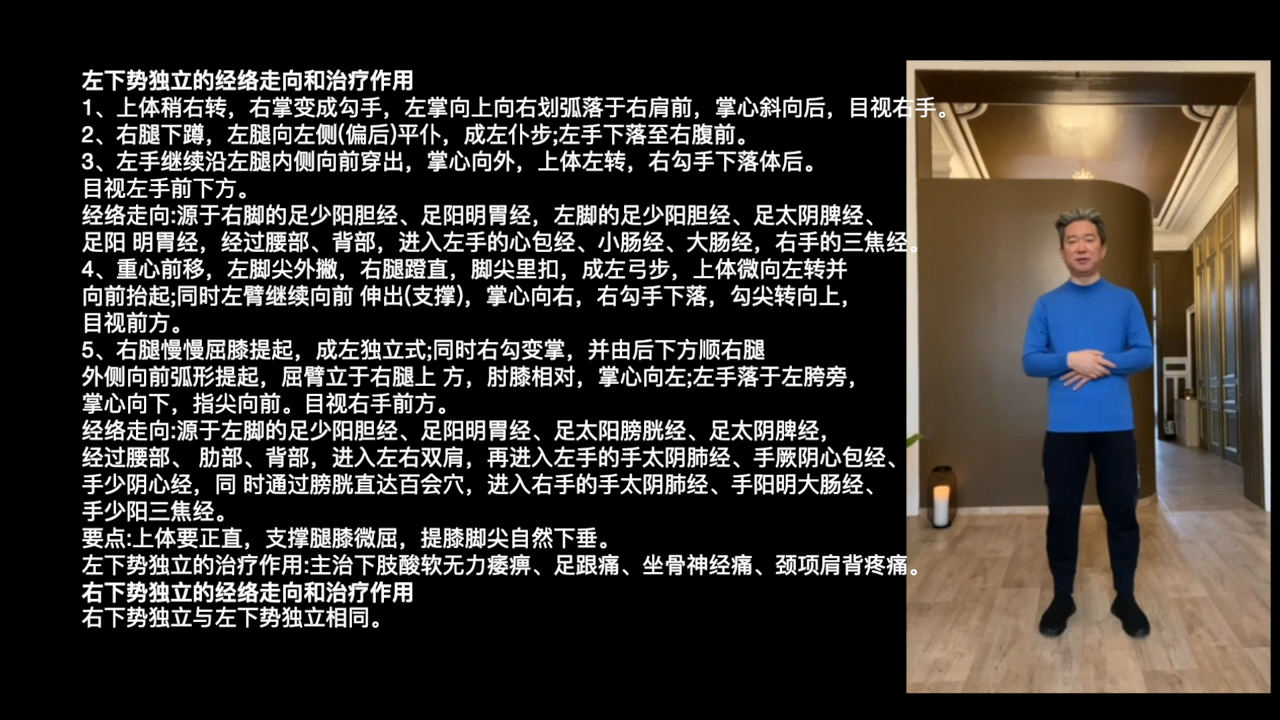 左下势独立的经络走向和治疗作用
1、上体稍右转，右掌变成勾手，左掌向上向右划弧落于右肩前，掌心斜向后，目视右手。
2、右腿下蹲，左腿向左侧(偏后)平仆，成左仆步;左手下落至右腹前。
3、左手继续沿左腿内侧向前穿出，掌心向外，上体左转，右勾手下落体后。
目视左手前下方。
经络走向:源于右脚的足少阳胆经、足阳明胃经，左脚的足少阳胆经、足太阴脾经、
足阳 明胃经，经过腰部、背部，进入左手的心包经、小肠经、大肠经，右手的三焦经。
4、重心前移，左脚尖外撇，右腿蹬直，脚尖里扣，成左弓步，上体微向左转并
向前抬起;同时左臂继续向前 伸出(支撑)，掌心向右，右勾手下落，勾尖转向上，
目视前方。
5、右腿慢慢屈膝提起，成左独立式;同时右勾变掌，并由后下方顺右腿
外侧向前弧形提起，屈臂立于右腿上 方，肘膝相对，掌心向左;左手落于左胯旁，
掌心向下，指尖向前。目视右手前方。
经络走向:源于左脚的足少阳胆经、足阳明胃经、足太阳膀胱经、足太阴脾经，
经过腰部、 肋部、背部，进入左右双肩，再进入左手的手太阴肺经、手厥阴心包经、
手少阴心经，同 时通过膀胱直达百会穴，进入右手的手太阴肺经、手阳明大肠经、
手少阳三焦经。
要点:上体要正直，支撑腿膝微屈，提膝脚尖自然下垂。
左下势独立的治疗作用:主治下肢酸软无力痿痹、足跟痛、坐骨神经痛、颈项肩背疼痛。
右下势独立的经络走向和治疗作用
右下势独立与左下势独立相同。